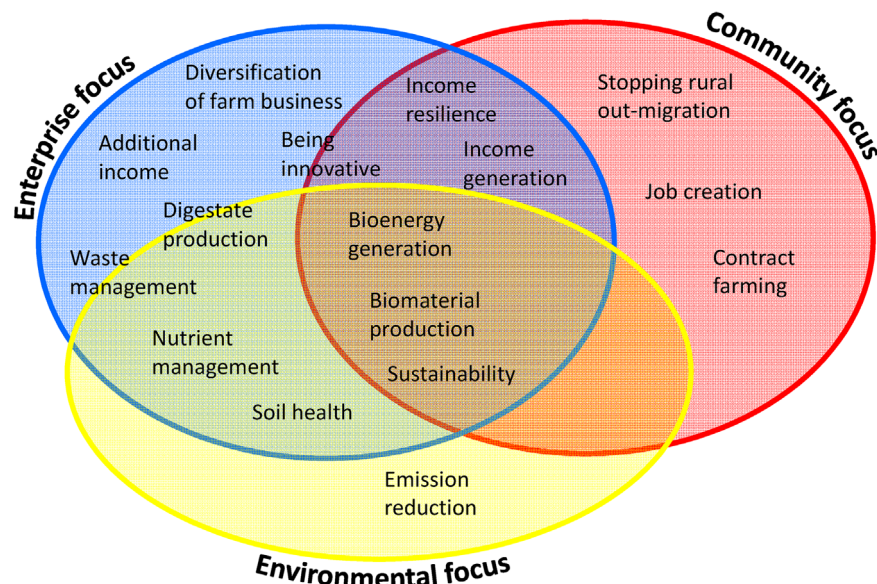 Enterprise focus
Community focus
Diversification
of farm business
Income
resilience
Stopping rural
out-migration
Additional
income
Being
innovative
Income
generation
Job creation
Digestate
production
Bioenergy
generation
Waste
management
Contract
farming
Biomaterial
production
Nutrient
management
Sustainability
Soil health
Emission
reduction
Environmental focus